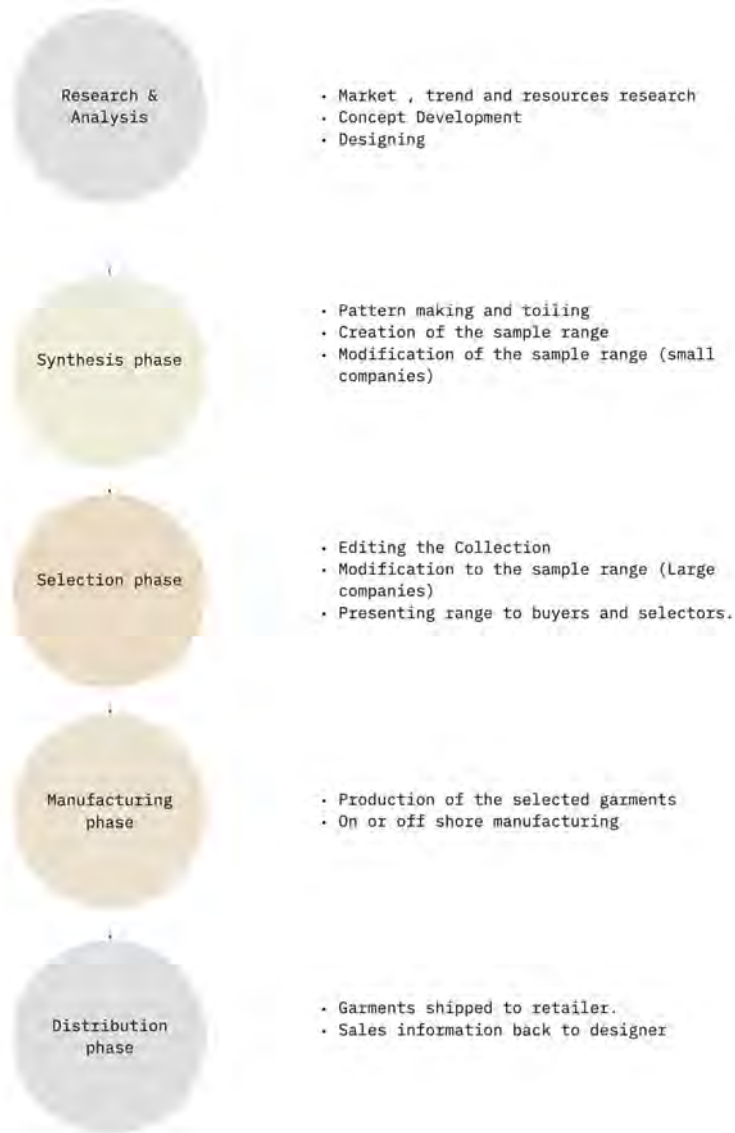 Research &
Analysis
· Market , trend and resources research
· Concept Development
· Designing
Synthesis phase
· Pattern making and toiling
· Creation of the sample range
· Modification of the sample range (small
companies)
Selection phase
· Editing the Collection
· Modification to the sample range (Large
companies)
· Presenting range to buyers and selectors.
Manufacturing
phase
· Production of the selected garments
· On or off shore manufacturing
Distribution
phase
· Garments shipped to retailer.
· Sales information back to designer